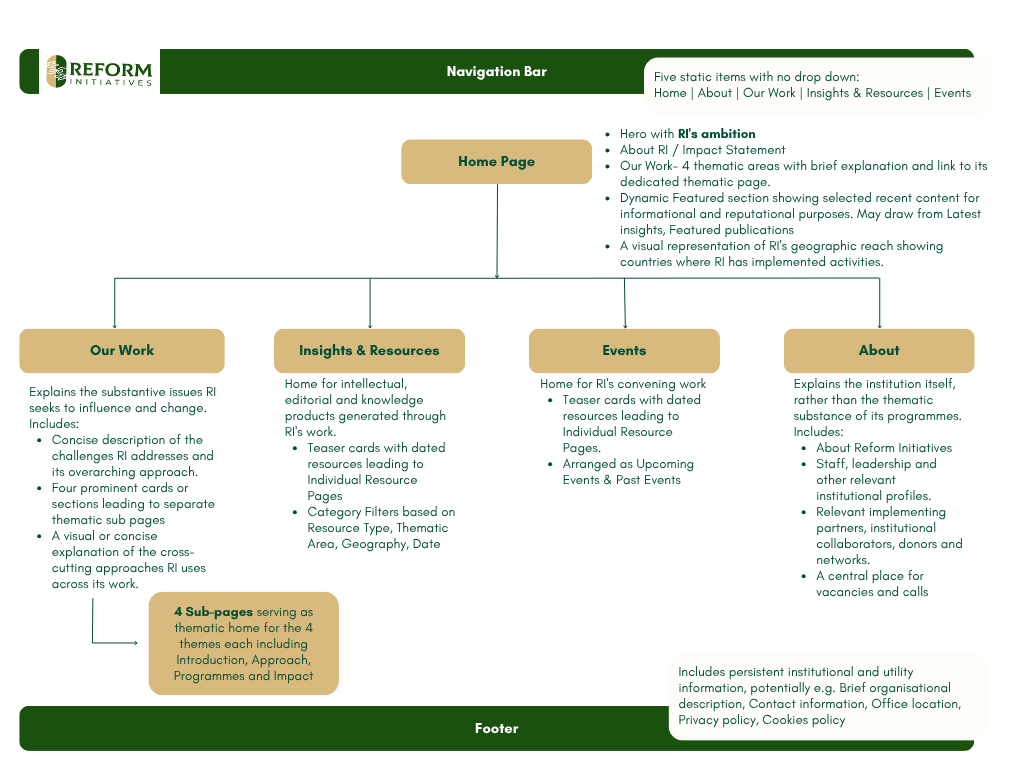 REFORM
INITIATIVES
Navigation Bar
Five static items with no drop down:
Home | About | Our Work | Insights & Resources | Events
Home Page
• Hero with RI's ambition
• About RI / Impact Statement
• Our Work- 4 thematic areas with brief explanation and link to its
dedicated thematic page.
• Dynamic Featured section showing selected recent content for
informational and reputational purposes. May draw from Latest
insights, Featured publications
• A visual representation of RI's geographic reach showing
countries where RI has implemented activities.
Our Work
Explains the substantive issues RI
seeks to influence and change.
Includes:
• Concise description of the
challenges RI addresses and
its overarching approach.
• Four prominent cards or
sections leading to separate
thematic sub pages
• A visual or concise
explanation of the cross-
cutting approaches RI uses
across its work.
4 Sub-pages serving as
thematic home for the 4
themes each including
Introduction, Approach,
Programmes and Impact
Insights & Resources
Home for intellectual,
editorial and knowledge
products generated through
RI's work.
• Teaser cards with dated
resources leading to
Individual Resource
Pages
• Category Filters based on
Resource Type, Thematic
Area, Geography, Date
Events
Home for RI's convening work
• Teaser cards with dated
resources leading to
Individual Resource
Pages.
• Arranged as Upcoming
Events & Past Events
About
Explains the institution itself,
rather than the thematic
substance of its programmes.
Includes:
• About Reform Initiatives
• Staff, leadership and
other relevant
institutional profiles.
• Relevant implementing
partners, institutional
collaborators, donors and
networks.
• A central place for
vacancies and calls
Includes persistent institutional and utility
information, potentially e.g. Brief organisational
description, Contact information, Office location,
Privacy policy, Cookies policy
Footer